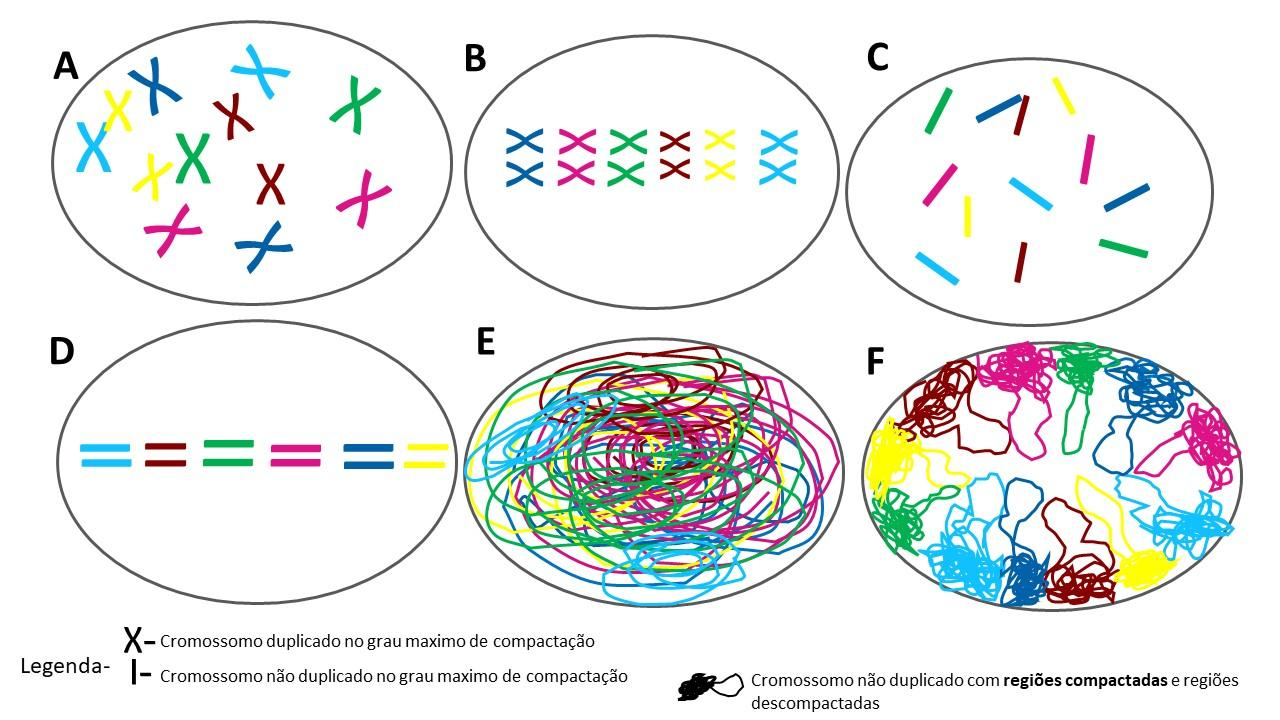 A
B
C
D
E
F
Legenda-
X- Cromossomo duplicado no grau maximo de compactação
I- Cromossomo não duplicado no grau maximo de compactação
Cromossomo não duplicado com regiões compactadas e regiões
descompactadas